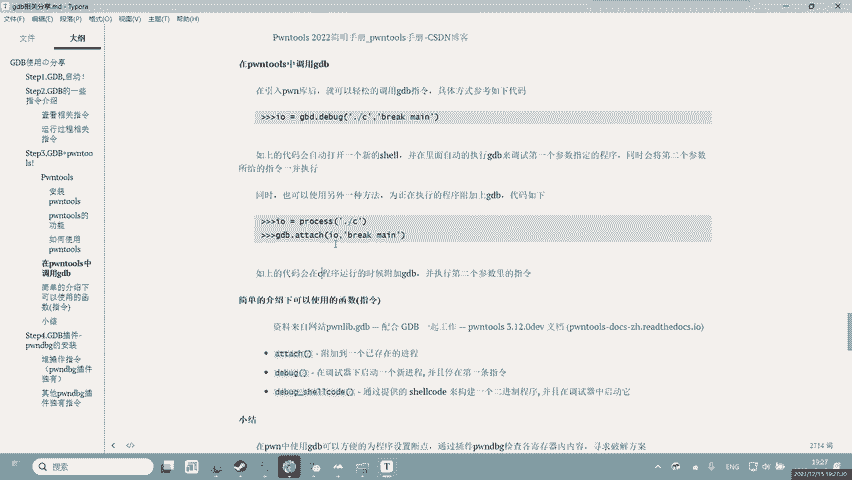 gdb相关分享.md - Typora
文件(F) 编辑(E) 段落(P) 格式(O) 视图(V) 主题(T) 帮助(H)
文件 大纲
GDB使用の分享
Step1.GDB,启动!
Step2.GDB的一些
指令介绍
查看相关指令
运行过程相关
指令
Step3.GDB+pwntoo
ls!
Pwntools
安装
pwntools
pwntools的
功能
如何使用
pwntools
在pwntools中
调用gdb
简单的介绍下
可以使用的函
数(指令)
小结
Step4.GDB插件-
pwndbg的安装
堆操作指令
（pwndbg插件
独有）
其他pwndbg插
件独有指令
Pwntools 2022简明手册_pwntools手册-CSDN博客
在pwntools中调用gdb
在引入pwn库后，就可以轻松的调用gdb指令，具体方式参考如下代码
>>>io = gbd.debug('./c','break main')
如上的代码会自动打开一个新的shell，并在里面自动的执行gdb来调试第一个参数指定的程序，同时会将第二个参数
所给的指令一并执行
同时，也可以使用另外一种方法，为正在执行的程序附加上gdb，代码如下
>>>io = process('./c')
>>>gdb.attach(io,'break main')
如上的代码会在c程序运行的时候附加gdb，并执行第二个参数里的指令
简单的介绍下可以使用的函数(指令)
资料来自网站pwnlib.gdb — 配合 GDB 一起工作 — pwntools 3.12.0dev 文档 (pwntools-docs-zh.readthedocs.io)
attach() - 附加到一个已存在的进程
debug() - 在调试器下启动一个新进程, 并且停在第一条指令
debug_shellcode() - 通过提供的 shellcode 来构建一个二进制程序, 并且在调试器中启动它
小结
在pwn中使用gdb可以方便的为程序设置断点，通过插件pwndbg检查各寄存器内内容，寻求破解方案
2714 词
搜索
ENG
19:27